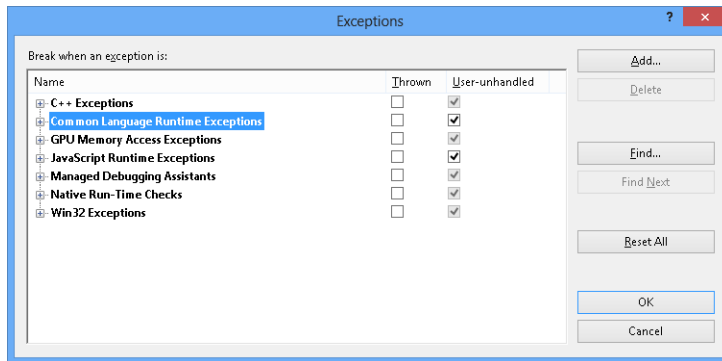 Exceptions
?
Break when an exception is:
Name Thrown User-unhandled
C++ Exceptions
Common Language Runtime Exceptions
GPU Memory Access Exceptions
JavaScript Runtime Exceptions
Managed Debugging Assistants
Native Run-Time Checks
Win32 Exceptions
Add...
Delete
Find...
Find Next
Reset All
OK
Cancel